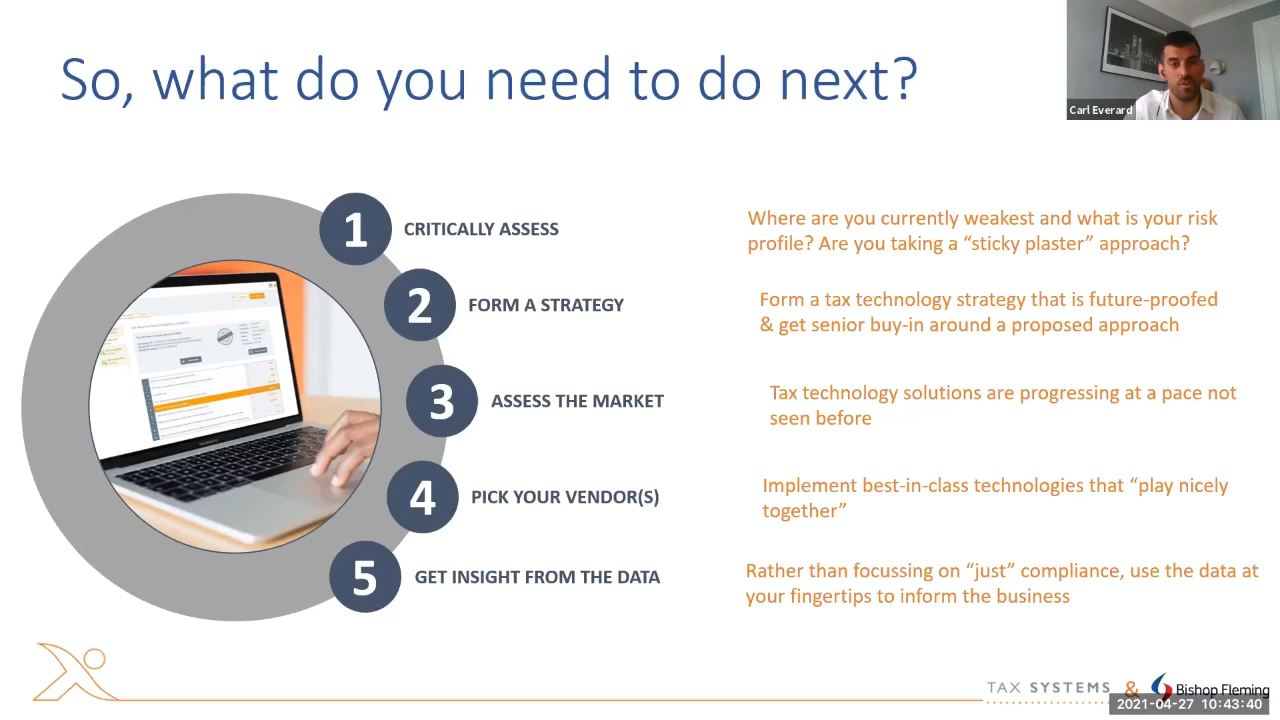 So, what do you need to do next?
Carl Everard
1
CRITICALLY ASSESS
Where are you currently weakest and what is your risk
profile? Are you taking a “sticky plaster” approach?
2
FORM A STRATEGY
Form a tax technology strategy that is future-proofed
& get senior buy-in around a proposed approach
3
ASSESS THE MARKET
Tax technology solutions are progressing at a pace not
seen before
4
PICK YOUR VENDOR(S)
Implement best-in-class technologies that “play nicely
together”
5
GET INSIGHT FROM THE DATA
Rather than focussing on “just” compliance, use the data at
your fingertips to inform the business
TAX SYSTEMS & Bishop Fleming
2021-04-27 10:43:40